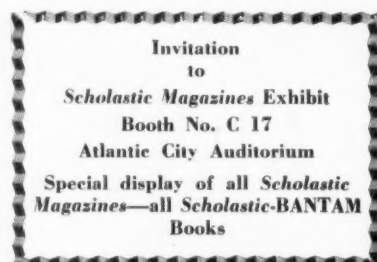 Invitation
to
Scholastic Magazines Exhibit
Booth No. C 17
Atlantic City Auditorium
Special display of all Scholastic
Magazines—all Scholastic-BANTAM
Books